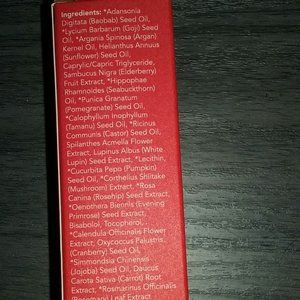 Ingredients: *Adansonia
Digitata (Baobab) Seed Oil,
*Lycium Barbarum (Goji) Seed
Oil, *Argania Spinosa (Argan)
Kernel Oil, Helianthus Annuus
(Sunflower) Seed Oil,
Caprylic/Capric Triglyceride,
Sambucus Nigra (Elderberry)
Fruit Extract, *Hippophae
Rhamnoides (Seabuckthorn)
Oil, *Punica Granatum
(Pomegranate) Seed Oil,
*Calophyllum Inophyllum
(Tamanu) Seed Oil, *Ricinus
Communis (Castor) Seed Oil,
Spilanthes Acmella Flower
Extract, Lupinus Albus (White
Lupin) Seed Extract, *Lecithin,
*Cucurbita Pepo (Pumpkin)
Seed Oil, *Corthellus Shiitake
(Mushroom) Extract, *Rosa
Canina (Rosehip) Seed Extract,
*Oenothera Biennis (Evening
Primrose) Seed Extract,
Bisabolol, Tocopherol,
*Calendula Officinalis Flower
Extract, Oxycoccus Palustris
(Cranberry) Seed Oil,
*Simmondsia Chinensis
(Jojoba) Seed Oil, Daucus
Carota Sativa (Carrot) Root
Extract, *Rosmarinus Officinalis
(Rosemary) Leaf Extract